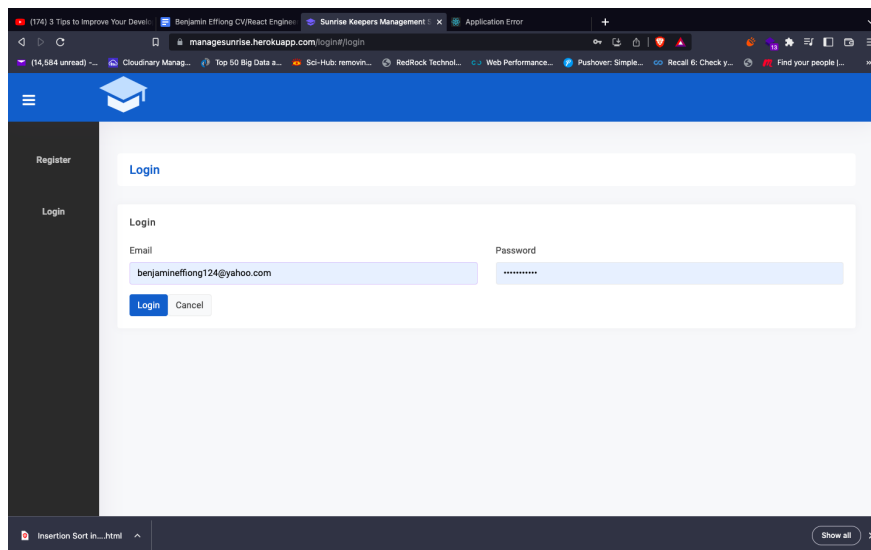 (174) 3 Tips to Improve Your Develo
Benjamin Effiong CV/React Enginee
Sunrise Keepers Management S
Application Error
managesunrise.herokuapp.com/login#/login
13
(14,584 unread) -...
Cloudinary Manag...
Top 50 Big Data a...
Sci-Hub: removin...
RedRock Technol...
Web Performance...
Pushover: Simple...
Recall 6: Check y...
Find your people |...
Register
Login
Login
Login
Email
Password
benjamineffiong124@yahoo.com
Login
Cancel
Insertion Sort in....html
Show all